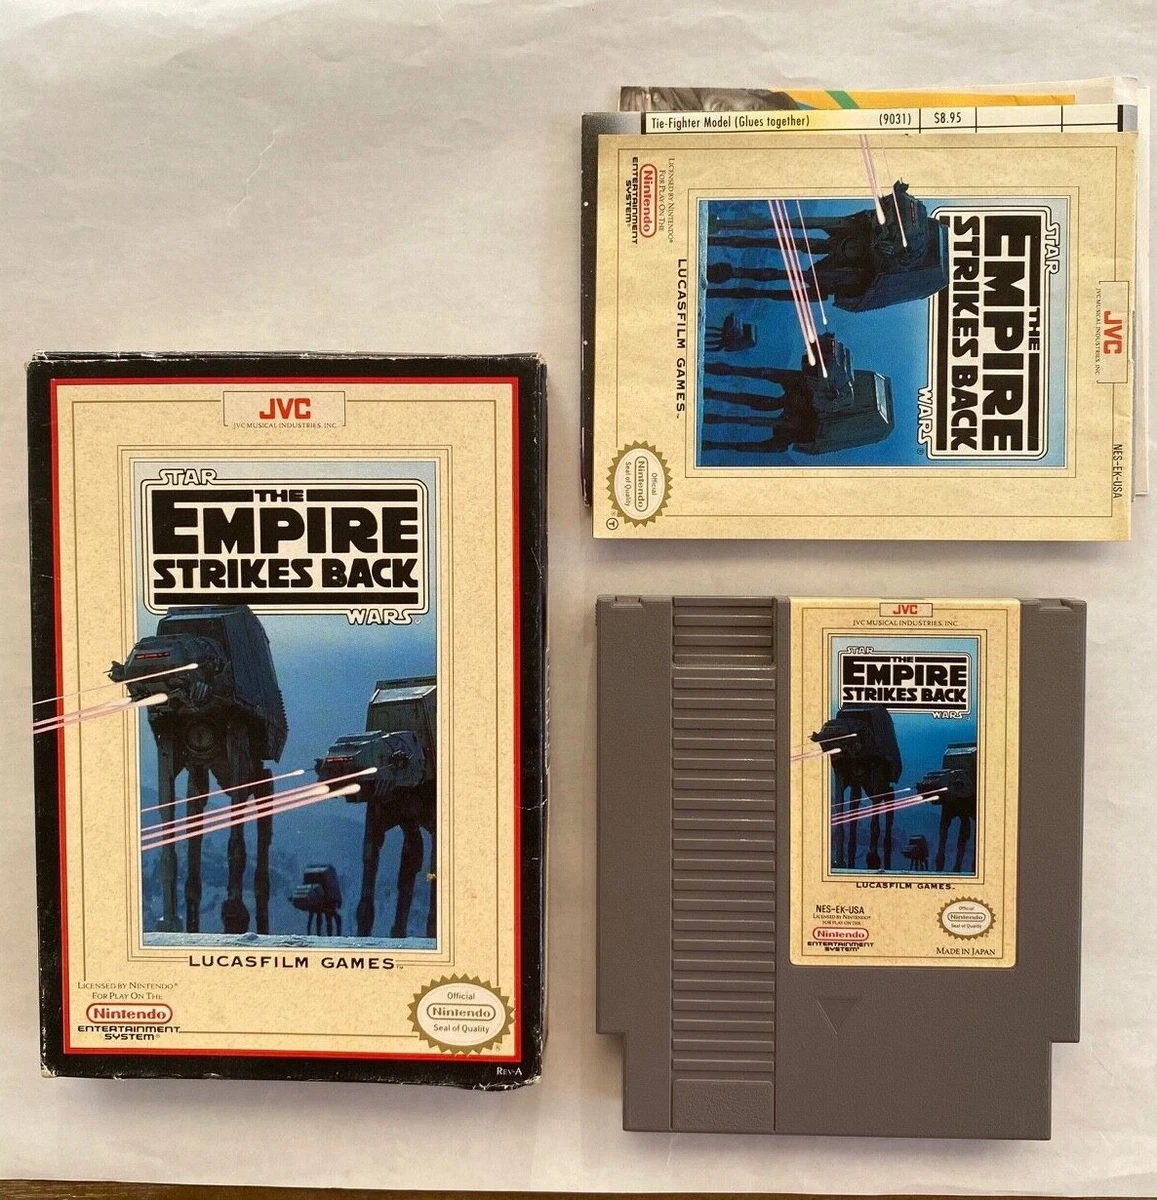 JVC
JVC MUSICAL INDUSTRIES, INC.
STAR
THE
EMPIRE
STRIKES BACK
WARS
LUCASFILM GAMES™
LICENSED BY NINTENDO®
FOR PLAY ON THE
Nintendo
ENTERTAINMENT
SYSTEM®
Official
Nintendo
Seal of Quality
REV-A
Tie-Fighter Model (Glues together) (9031) $8.95
JVC
JVC MUSICAL INDUSTRIES, INC.
NES-EK-USA
STAR
THE
EMPIRE
STRIKES BACK
WARS®
LUCASFILM GAMES™
LICENSED BY NINTENDO®
FOR PLAY ON THE
Nintendo
ENTERTAINMENT
SYSTEM®
Official
Nintendo
Seal of Quality
T
JVC
JVC MUSICAL INDUSTRIES, INC.
STAR
THE
EMPIRE
STRIKES BACK
WARS
LUCASFILM GAMES™
NES-EK-USA
LICENSED BY NINTENDO®
FOR PLAY ON THE
Nintendo
ENTERTAINMENT
SYSTEM®
Official
Nintendo
Seal of Quality
MADE IN JAPAN